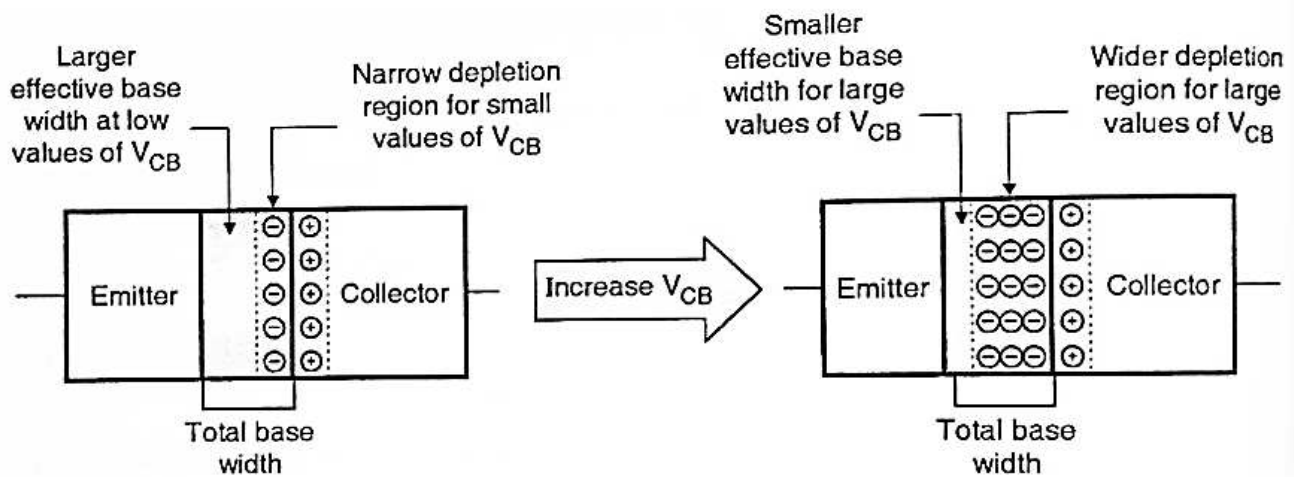 Larger
effective base
width at low
values of VCB
Narrow depletion
region for small
values of VCB
Emitter
Collector
Total base
width
Increase VCB
Smaller
effective base
width for large
values of VCB
Wider depletion
region for large
values of VCB
Emitter
Collector
Total base
width